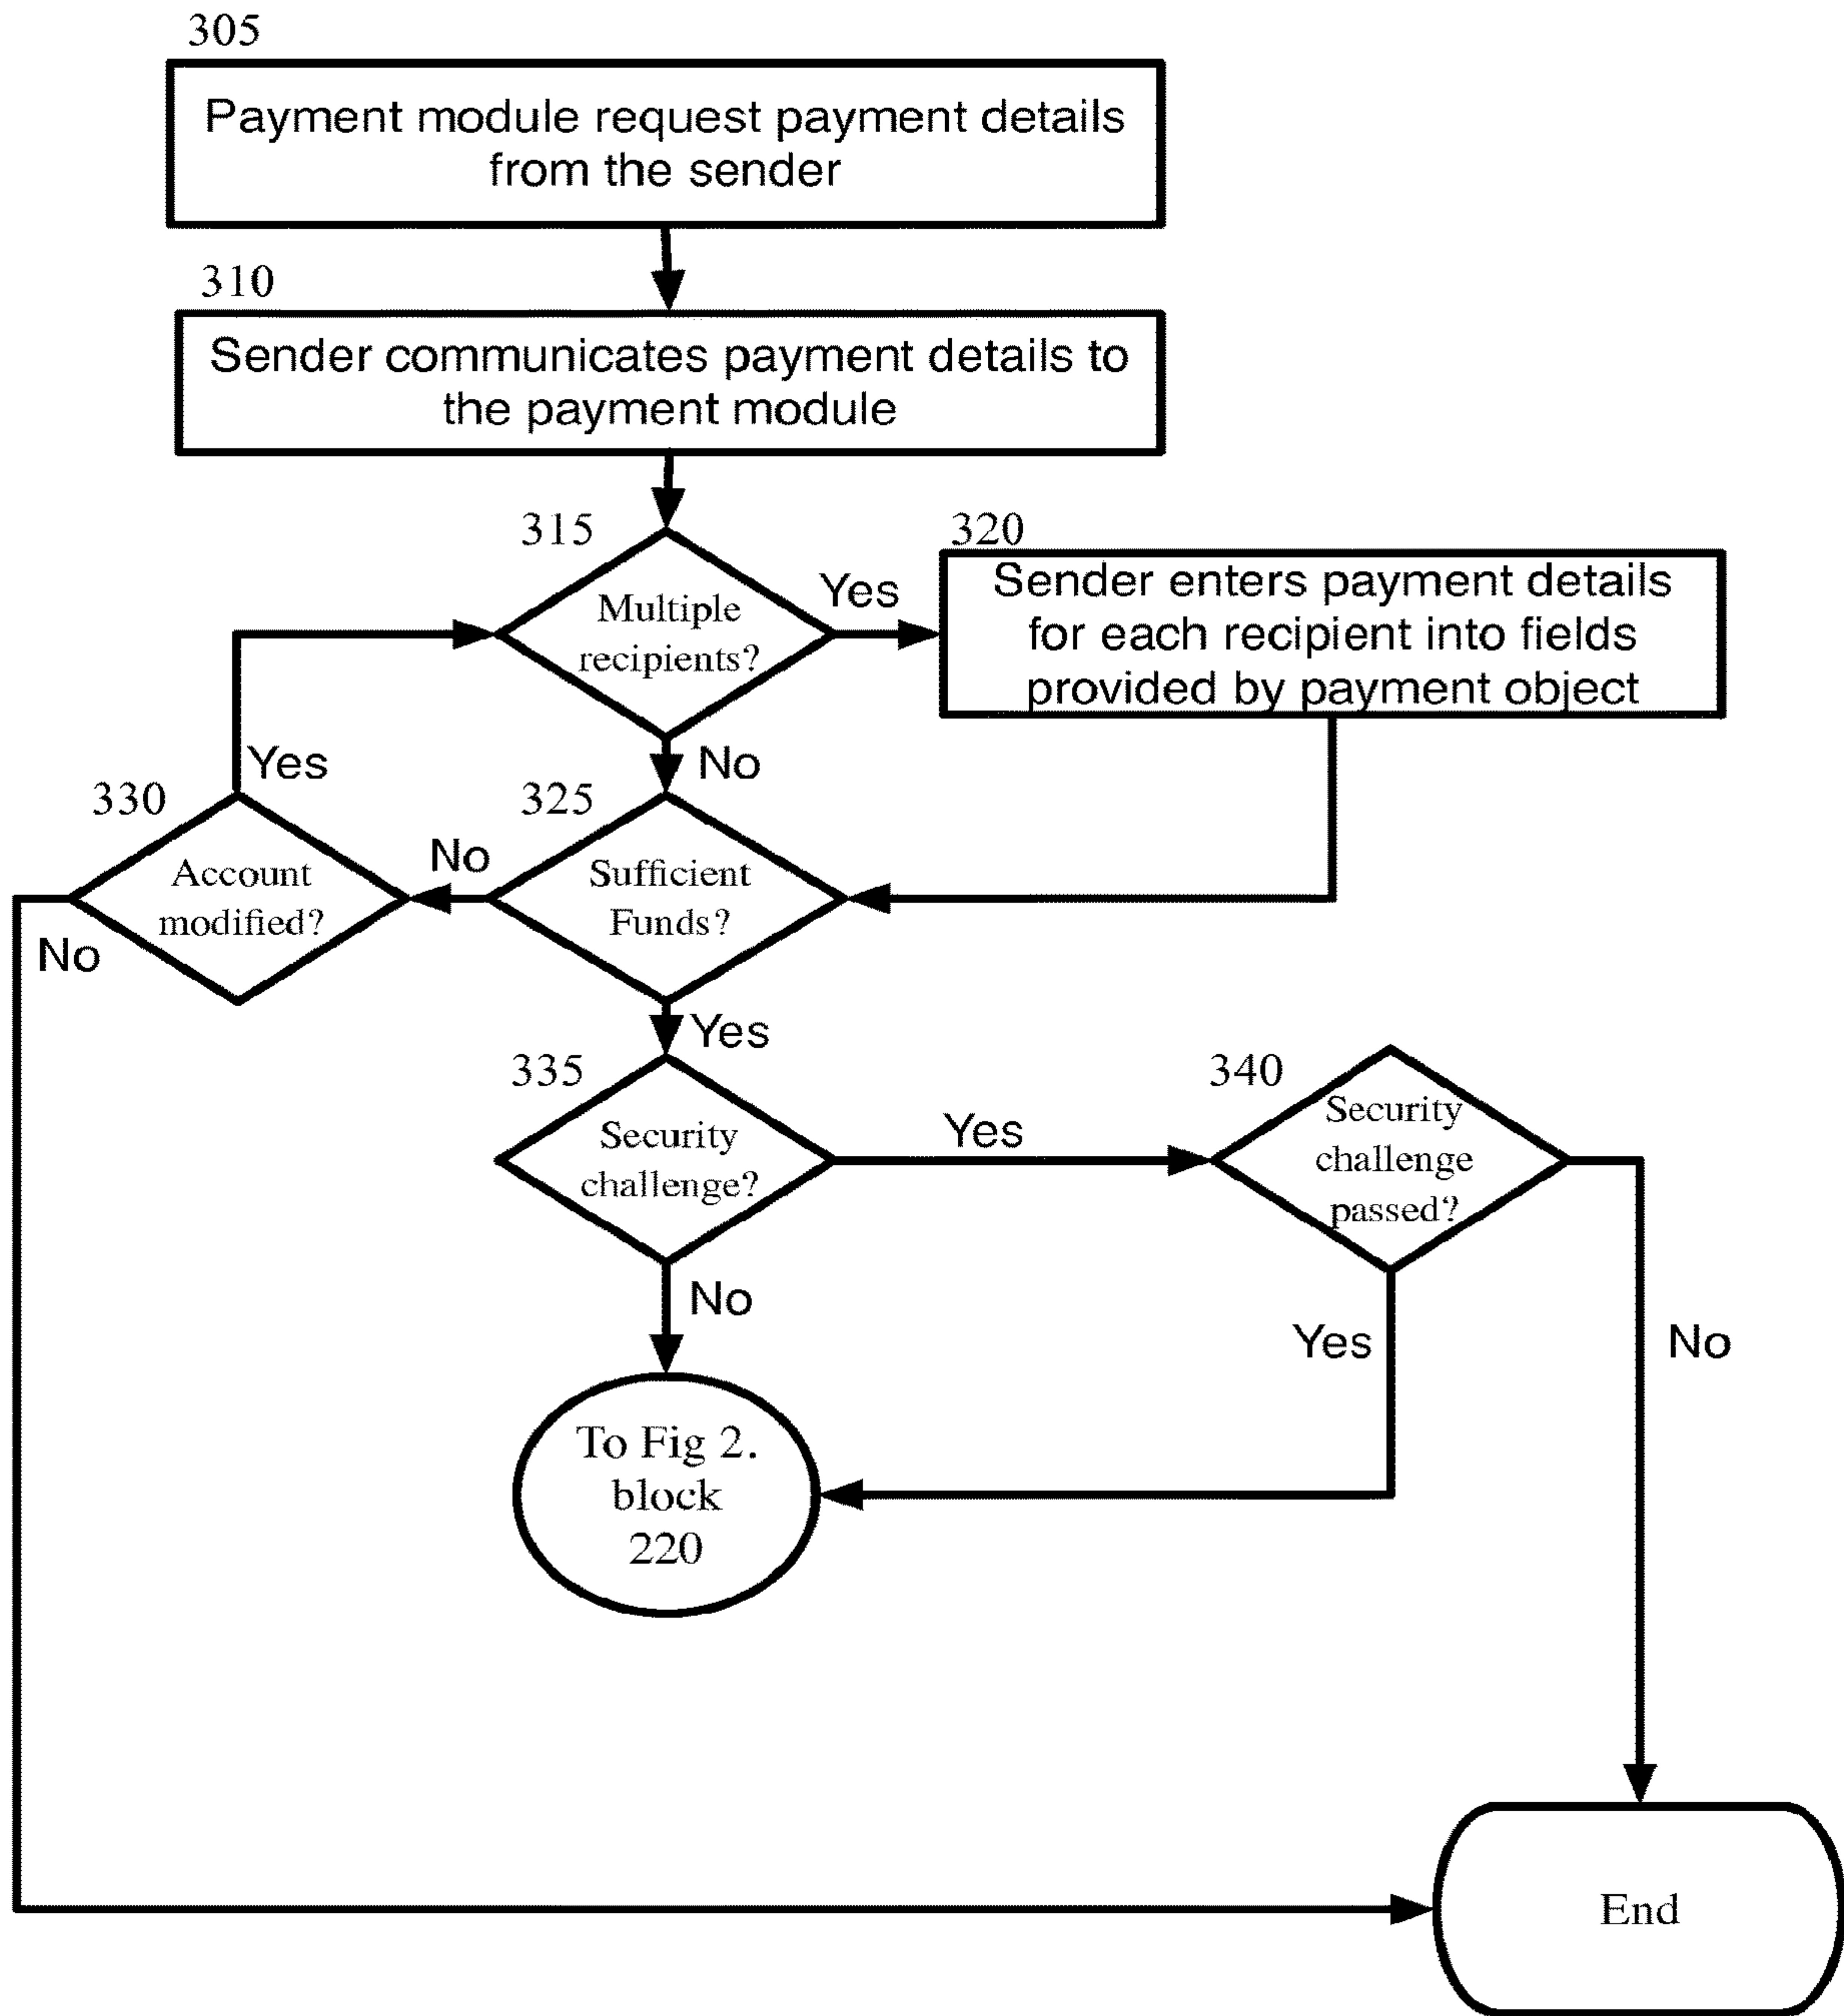 305
Payment module request payment details
from the sender
310
Sender communicates payment details to
the payment module
315
Multiple
recipients?
Yes
320
Sender enters payment details
for each recipient into fields
provided by payment object
No
Yes
330
Account
modified?
No
325
Sufficient
Funds?
No
Yes
335
Security
challenge?
Yes
340
Security
challenge
passed?
No
Yes
No
To Fig 2.
block
220
End